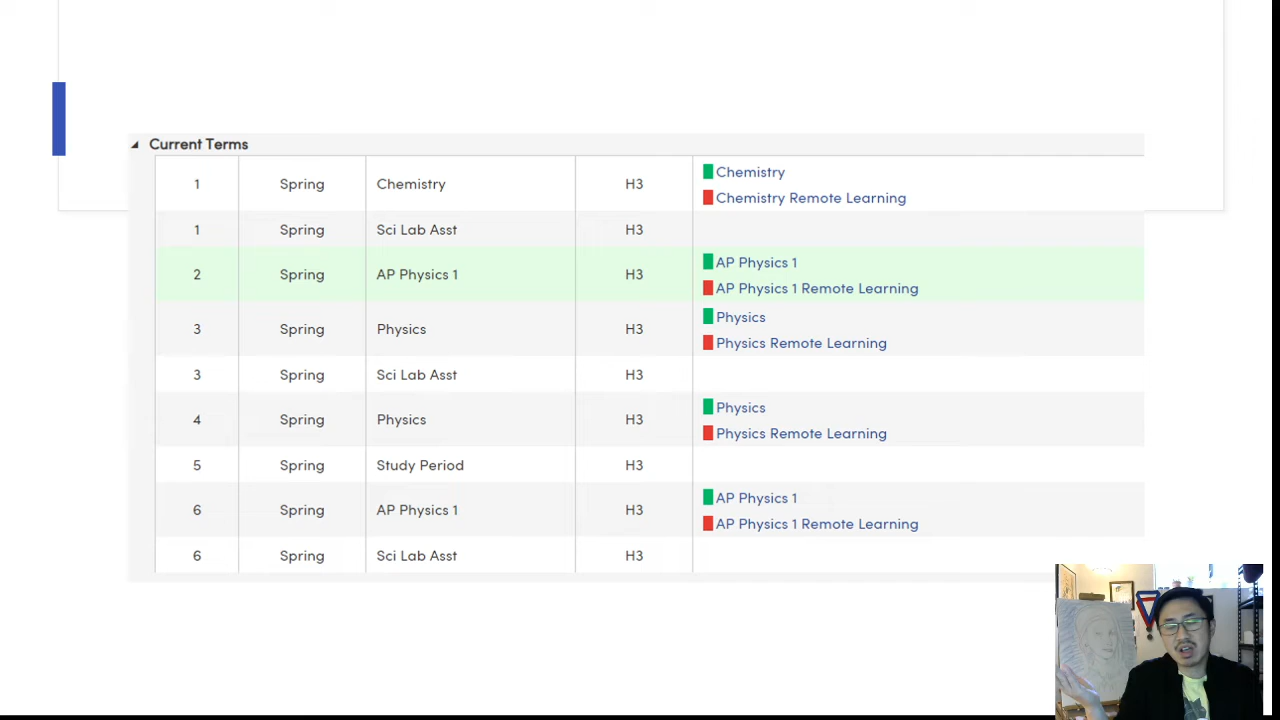 Current Terms
1 Spring Chemistry H3 Chemistry
Chemistry Remote Learning
1 Spring Sci Lab Asst H3
2 Spring AP Physics 1 H3 AP Physics 1
AP Physics 1 Remote Learning
3 Spring Physics H3 Physics
Physics Remote Learning
3 Spring Sci Lab Asst H3
4 Spring Physics H3 Physics
Physics Remote Learning
5 Spring Study Period H3
6 Spring AP Physics 1 H3 AP Physics 1
AP Physics 1 Remote Learning
6 Spring Sci Lab Asst H3